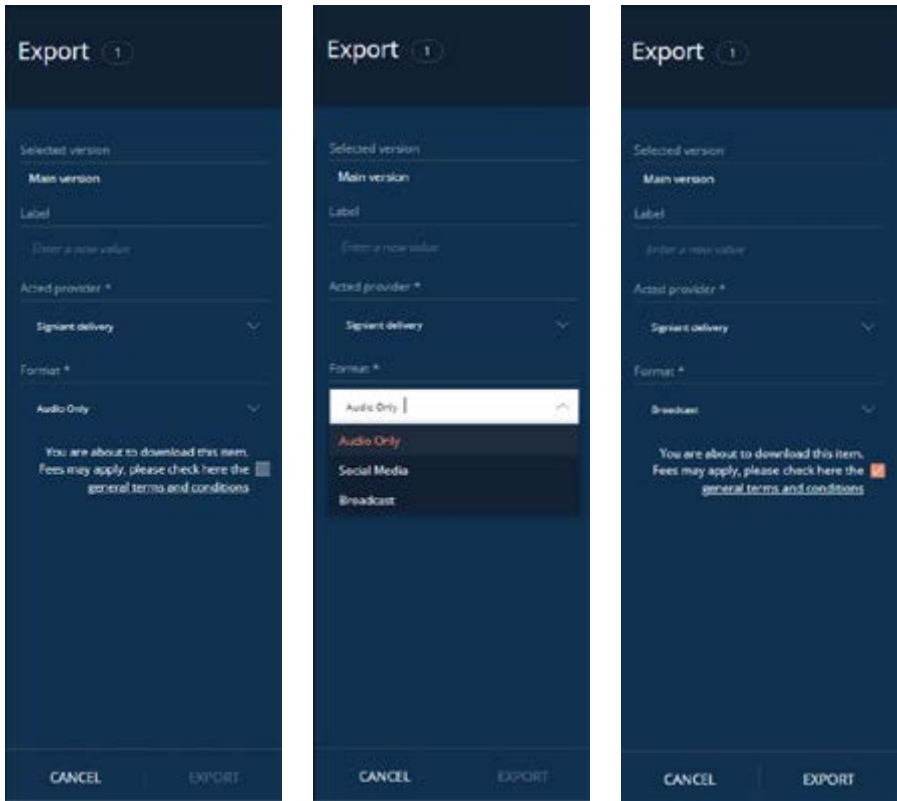 Export 1
Selected version
Main version
Label
Enter a new value
Acted provider *
Signiant delivery
Format *
Audio Only
You are about to download this item.
Fees may apply, please check here the
general terms and conditions
CANCEL
EXPORT
Export 1
Selected version
Main version
Label
Enter a new value
Acted provider *
Signiant delivery
Format *
Audio Only
Audio Only
Social Media
Broadcast
CANCEL
EXPORT
Export 1
Selected version
Main version
Label
Enter a new value
Acted provider *
Signiant delivery
Format *
Broadcast
You are about to download this item.
Fees may apply, please check here the
general terms and conditions
CANCEL
EXPORT